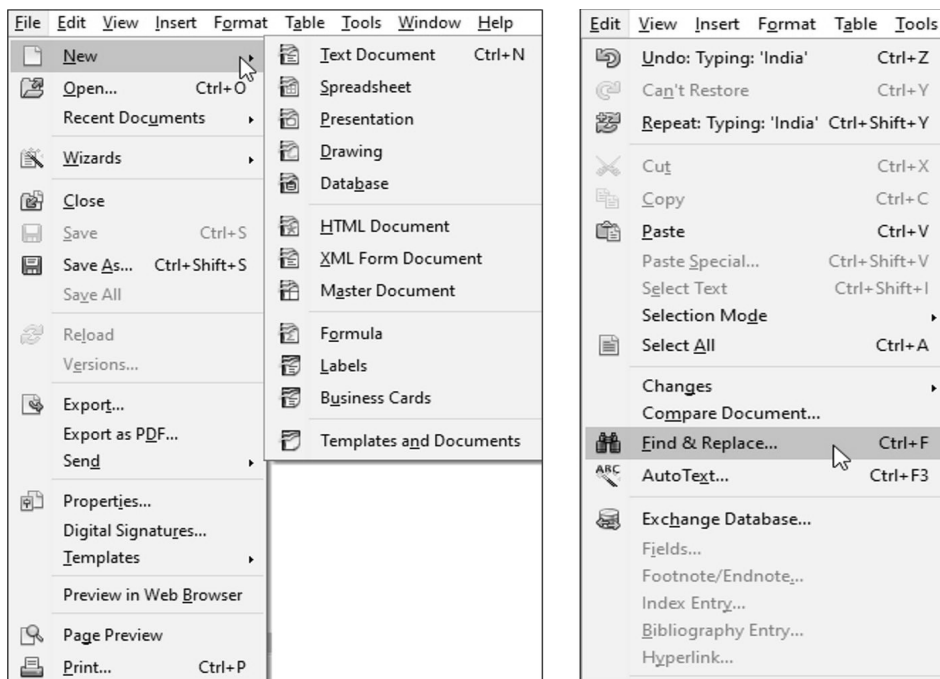 File Edit View Insert Format Table Tools Window Help
New
Open... Ctrl+O
Recent Documents
Wizards
Close
Save Ctrl+S
Save As... Ctrl+Shift+S
Save All
Reload
Versions...
Export...
Export as PDF...
Send
Properties...
Digital Signatures...
Templates
Preview in Web Browser
Page Preview
Print... Ctrl+P
Text Document Ctrl+N
Spreadsheet
Presentation
Drawing
Database
HTML Document
XML Form Document
Master Document
Formula
Labels
Business Cards
Templates and Documents
Edit View Insert Format Table Tools
Undo: Typing: 'India' Ctrl+Z
Can't Restore Ctrl+Y
Repeat: Typing: 'India' Ctrl+Shift+Y
Cut Ctrl+X
Copy Ctrl+C
Paste Ctrl+V
Paste Special... Ctrl+Shift+V
Select Text Ctrl+Shift+I
Selection Mode
Select All Ctrl+A
Changes
Compare Document...
Find & Replace... Ctrl+F
ABC
AutoText... Ctrl+F3
Exchange Database...
Fields...
Footnote/Endnote...
Index Entry...
Bibliography Entry...
Hyperlink...